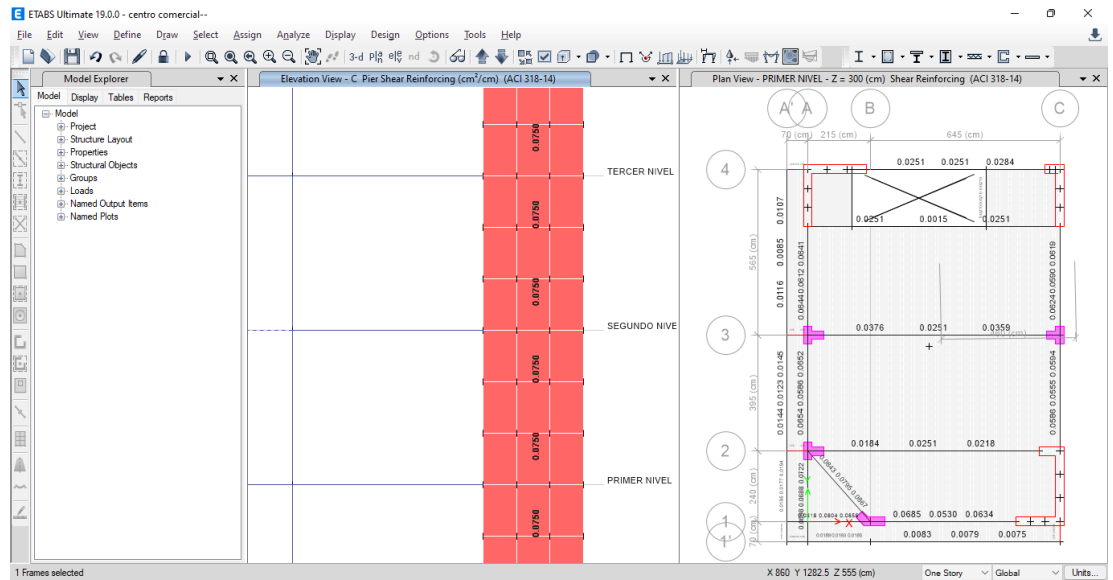 ETABS Ultimate 19.0.0 - centro comercial--
File Edit View Define Draw Select Assign Analyze Display Design Options Tools Help
3-d nd
Model Explorer
Model Display Tables Reports
Model
Project
Structure Layout
Properties
Structural Objects
Groups
Loads
Named Output Items
Named Plots
Elevation View - C Pier Shear Reinforcing (cm²/cm) (ACI 318-14)
0.0750
TERCER NIVEL
0.0750
0.0750
SEGUNDO NIVE
0.0750
0.0750
PRIMER NIVEL
0.0750
Plan View - PRIMER NIVEL - Z = 300 (cm) Shear Reinforcing (ACI 318-14)
A' A B C
70 (cm) 215 (cm) 645 (cm)
4
0.0251 0.0251 0.0284
0.0251 0.0015 0.0251
565 (cm)
0.0116 0.0085 0.0107
0.0644 0.0612 0.0641
0.0624 0.0590 0.0619
3
0.0376 0.0251 0.0359
395 (cm)
0.0144 0.0123 0.0145
0.0654 0.0586 0.0652
0.0586 0.0555 0.0594
2
0.0184 0.0251 0.0218
240 (cm)
0.0843 0.0795 0.0867
1
0.0685 0.0530 0.0634
X
70 (cm)
1'
0.0083 0.0079 0.0075
1 Frames selected
X 860 Y 1282.5 Z 555 (cm)
One Story
Global
Units...